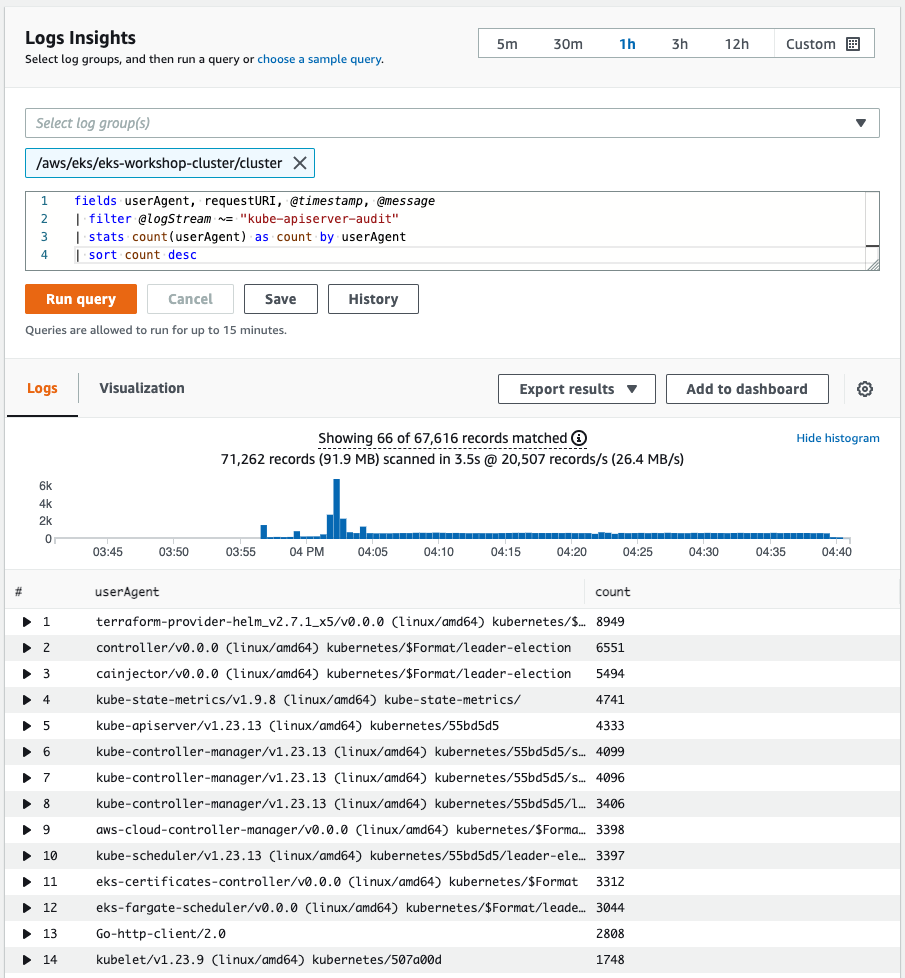 Logs Insights
Select log groups, and then run a query or choose a sample query.
5m 30m 1h 3h 12h Custom
Select log group(s)
/aws/eks/eks-workshop-cluster/cluster
1 fields userAgent, requestURI, @timestamp, @message
2 | filter @logStream ~= "kube-apiserver-audit"
3 | stats count(userAgent) as count by userAgent
4 | sort count desc
Run query Cancel Save History
Queries are allowed to run for up to 15 minutes.
Logs Visualization Export results Add to dashboard
Showing 66 of 67,616 records matched
Hide histogram
71,262 records (91.9 MB) scanned in 3.5s @ 20,507 records/s (26.4 MB/s)
6k
4k
2k
0
03:45 03:50 03:55 04 PM 04:05 04:10 04:15 04:20 04:25 04:30 04:35 04:40
# userAgent count
1 terraform-provider-helm_v2.7.1_x5/v0.0.0 (linux/amd64) kubernetes/$… 8949
2 controller/v0.0.0 (linux/amd64) kubernetes/$Format/leader-election 6551
3 cainjector/v0.0.0 (linux/amd64) kubernetes/$Format/leader-election 5494
4 kube-state-metrics/v1.9.8 (linux/amd64) kube-state-metrics/ 4741
5 kube-apiserver/v1.23.13 (linux/amd64) kubernetes/55bd5d5 4333
6 kube-controller-manager/v1.23.13 (linux/amd64) kubernetes/55bd5d5/s… 4099
7 kube-controller-manager/v1.23.13 (linux/amd64) kubernetes/55bd5d5/s… 4096
8 kube-controller-manager/v1.23.13 (linux/amd64) kubernetes/55bd5d5/l… 3406
9 aws-cloud-controller-manager/v0.0.0 (linux/amd64) kubernetes/$Forma… 3398
10 kube-scheduler/v1.23.13 (linux/amd64) kubernetes/55bd5d5/leader-ele… 3397
11 eks-certificates-controller/v0.0.0 (linux/amd64) kubernetes/$Format 3312
12 eks-fargate-scheduler/v0.0.0 (linux/amd64) kubernetes/$Format/leade… 3044
13 Go-http-client/2.0 2808
14 kubelet/v1.23.9 (linux/amd64) kubernetes/507a00d 1748